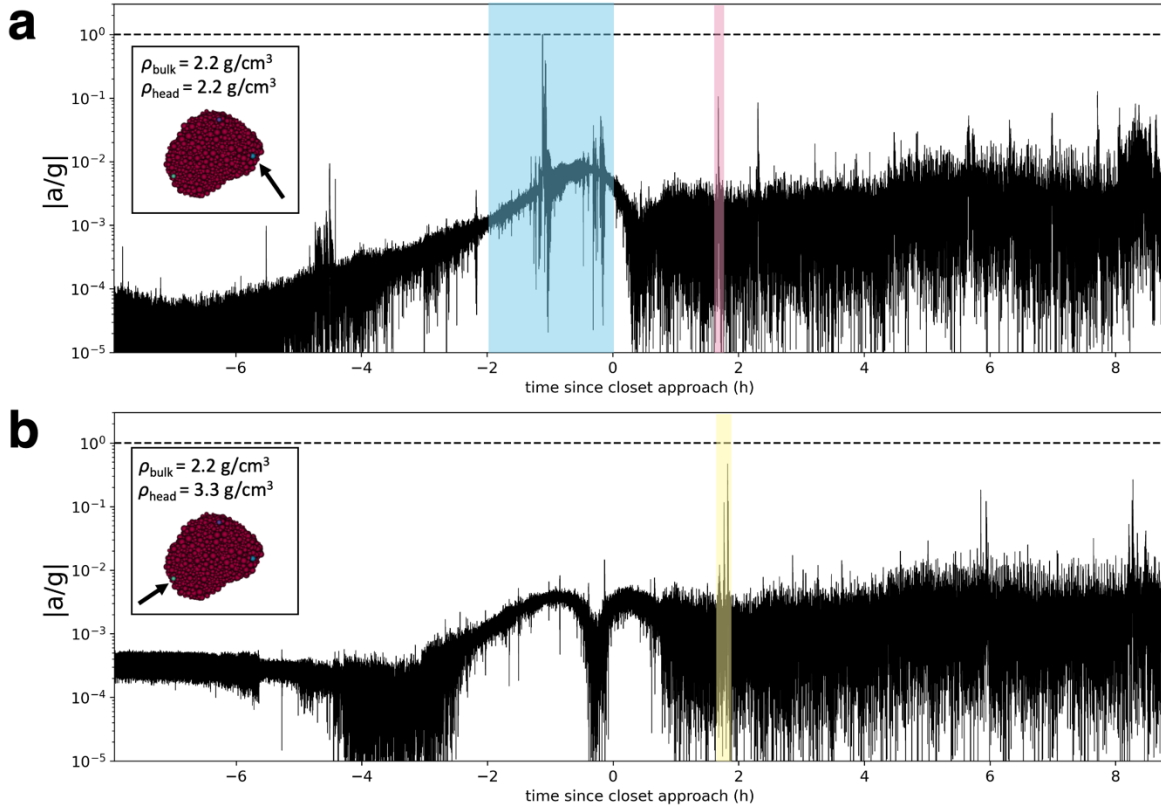 a
10⁰
10⁻¹
10⁻²
10⁻³
10⁻⁴
10⁻⁵
|a/g|
ρbulk = 2.2 g/cm³
ρhead = 2.2 g/cm³
−6 −4 −2 0 2 4 6 8
time since closet approach (h)
b
10⁰
10⁻¹
10⁻²
10⁻³
10⁻⁴
10⁻⁵
|a/g|
ρbulk = 2.2 g/cm³
ρhead = 3.3 g/cm³
−6 −4 −2 0 2 4 6 8
time since closet approach (h)